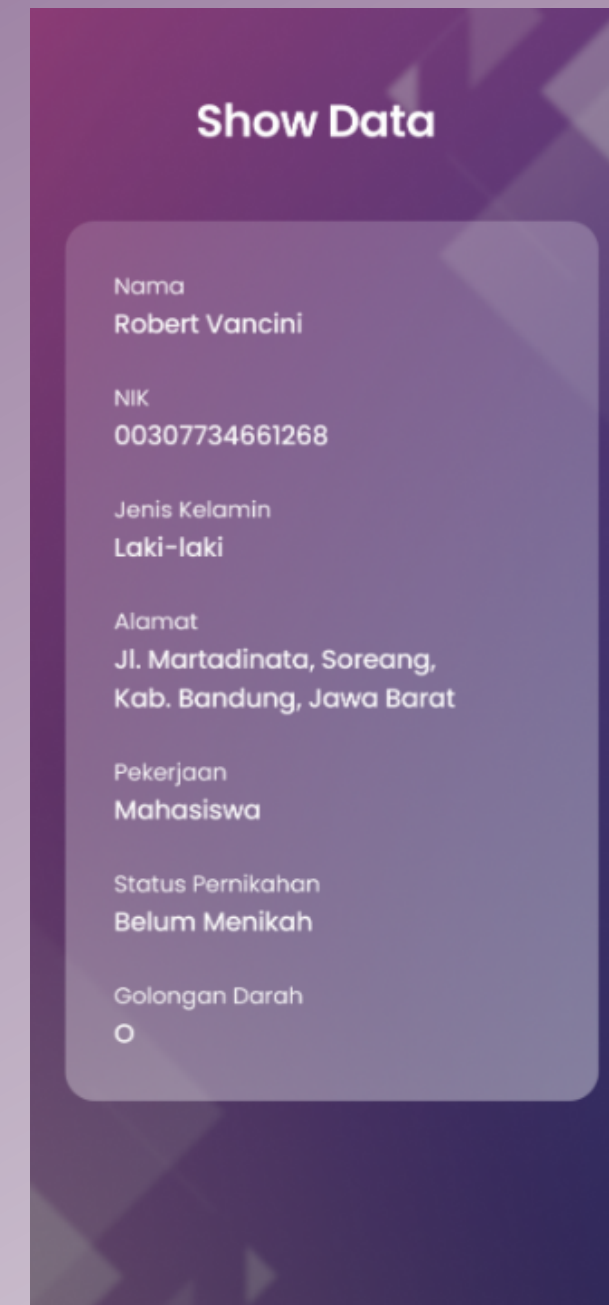 Show Data
Nama
Robert Vancini
NIK
00307734661268
Jenis Kelamin
Laki-laki
Alamat
Jl. Martadinata, Soreang,
Kab. Bandung, Jawa Barat
Pekerjaan
Mahasiswa
Status Pernikahan
Belum Menikah
Golongan Darah
O